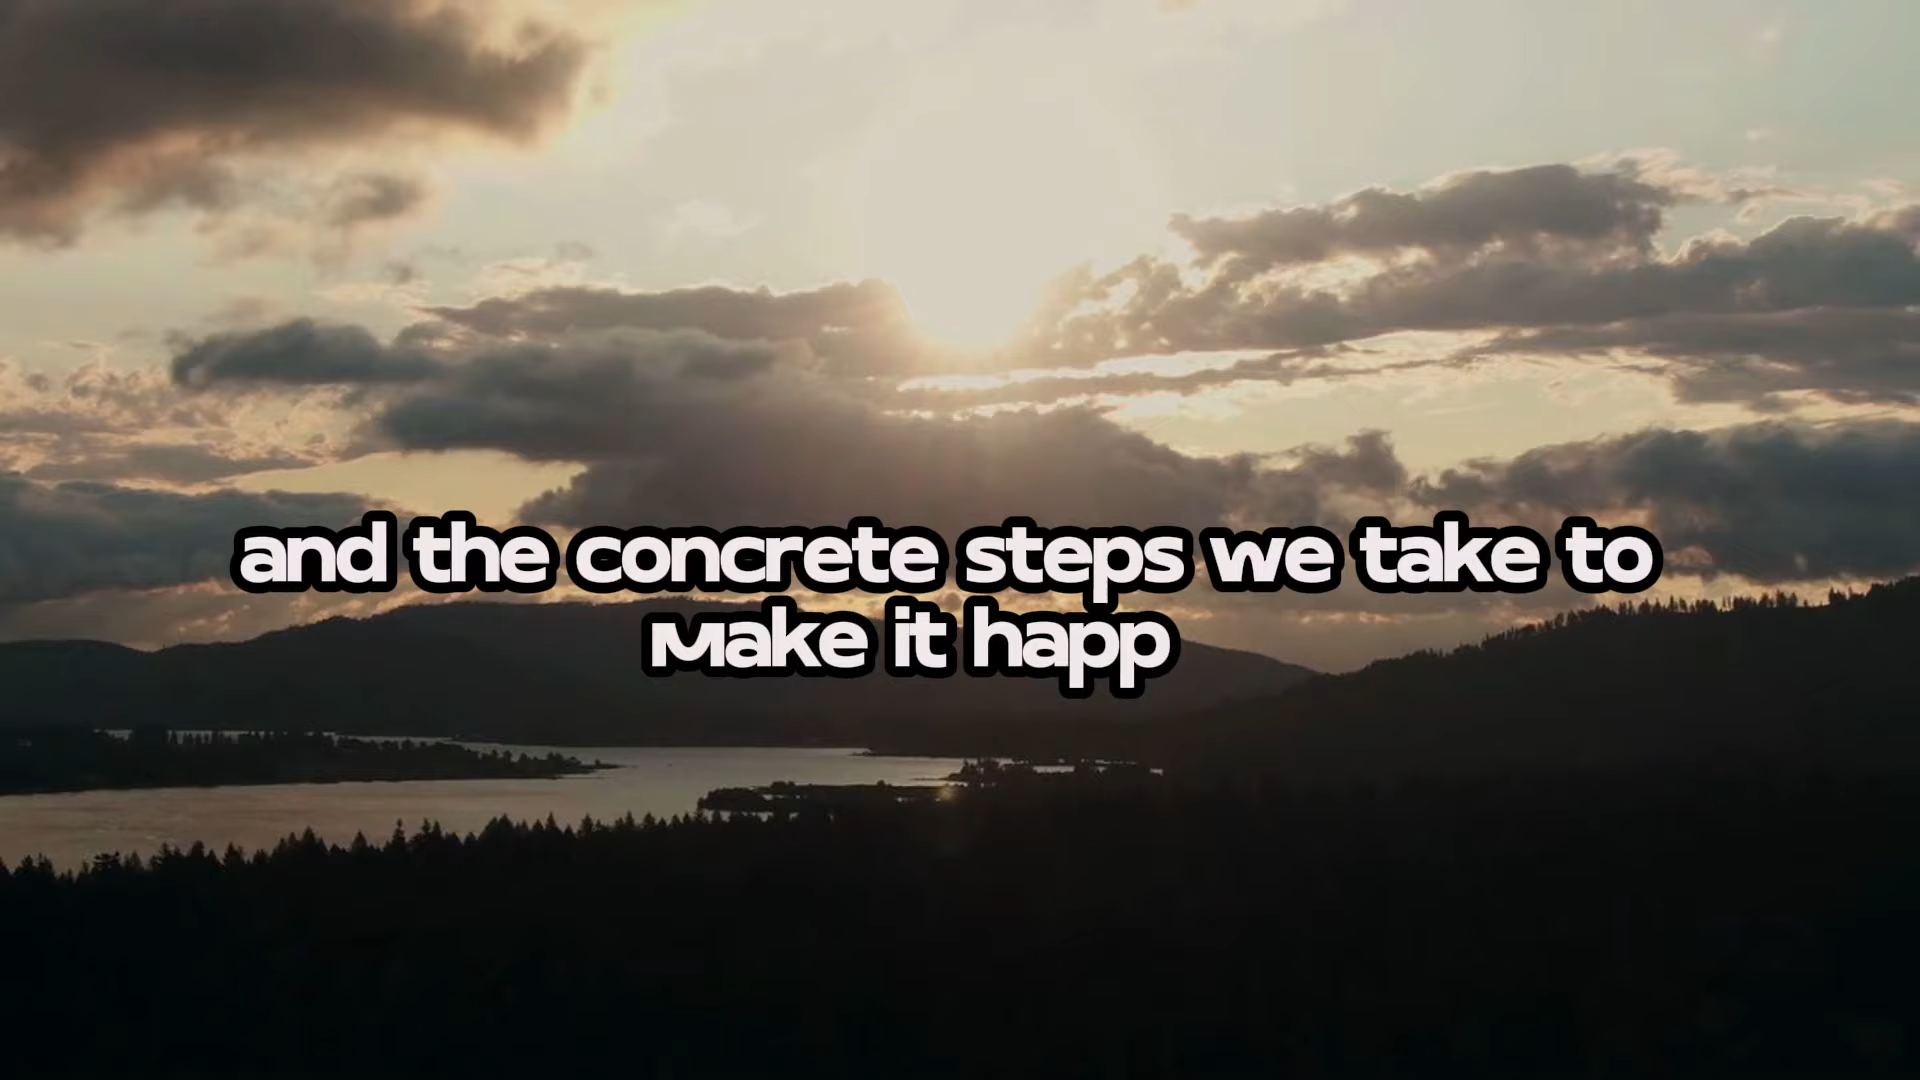 and the concrete steps we take to
make it happ